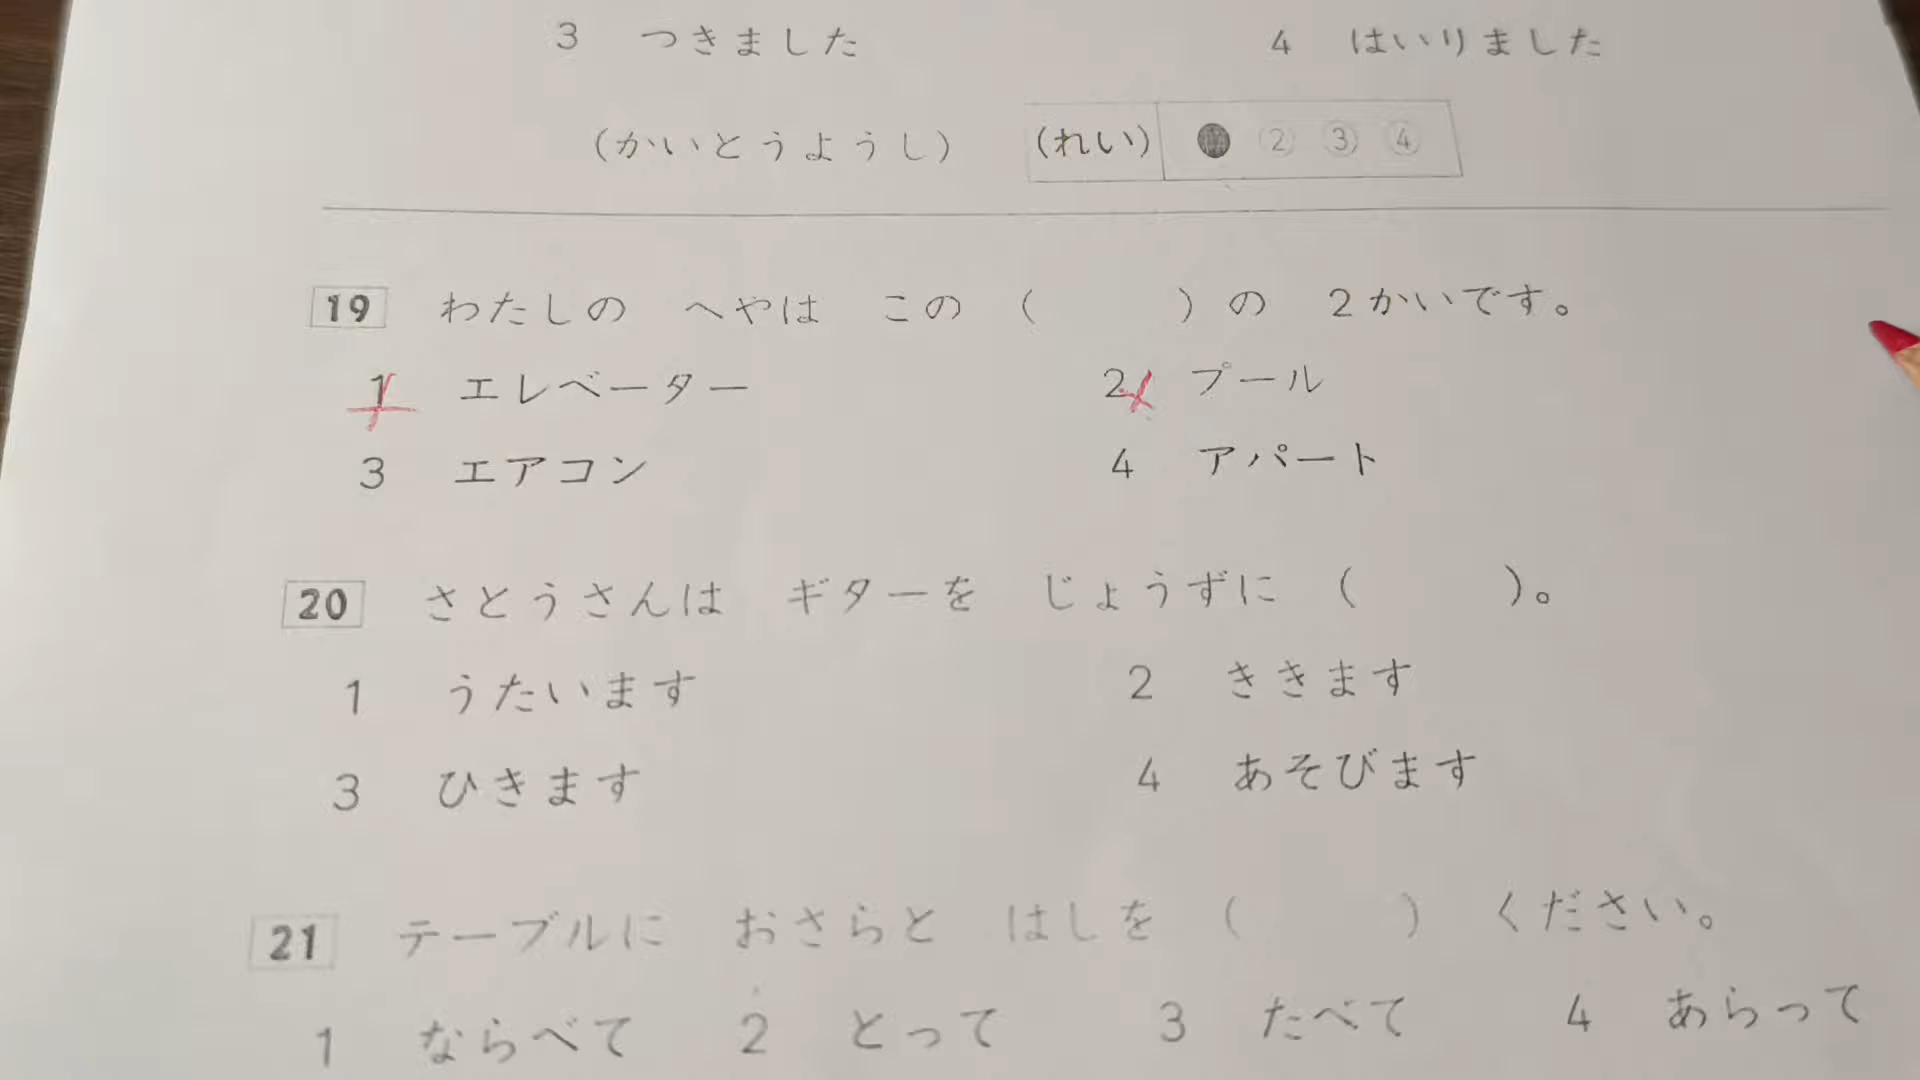 3 つきました 4 はいりました
(かいとうようし) (れい) ② ③ ④
19 わたしの へやは この ( )の 2かいです。
1 エレベーター 2 プール
3 エアコン 4 アパート
20 さとうさんは ギターを じょうずに ( )。
1 うたいます 2 ききます
3 ひきます 4 あそびます
21 テーブルに おさらと はしを ( ) ください。
1 ならべて 2 とって 3 たべて 4 あらって